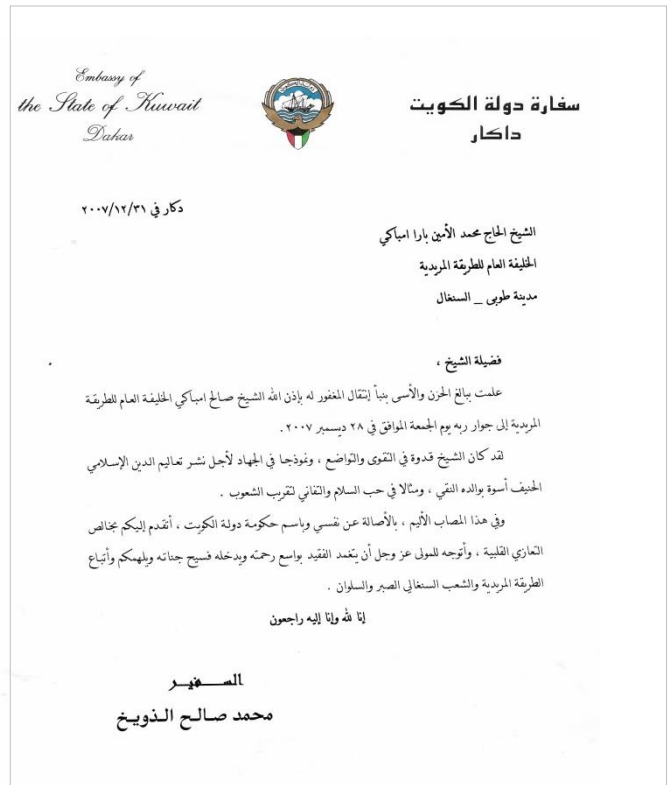 Embassy of
the State of Kuwait
Dakar
سفارة دولة الكويت
داكار
دكار في ٢٠٠٧/١٢/٣١
الشيخ الحاج محمد الأمين بارا امباكي
الخليفة العام للطريقة المريدية
مدينة طوبى _ السنغال
فضيلة الشيخ ،
علمت ببالغ الحزن والأسى بنبأ إنتقال المغفور له بإذن الله الشيخ صالح امباكي الخليفة العام للطريقة
المريدية إلى جوار ربه يوم الجمعة الموافق في ٢٨ ديسمبر ٢٠٠٧ .
لقد كان الشيخ قدوة في التقوى والتواضع ، ونموذجا في الجهاد لأجل نشر تعاليم الدين الإسلامي
الحنيف أسوة بوالده النقي ، ومثالا في حب السلام والتفاني لتقريب الشعوب .
وفي هذا المصاب الأليم ، بالأصالة عن نفسي وباسم حكومة دولة الكويت ، أتقدم إليكم بخالص
التعازي القلبية ، وأتوجه للمولى عز وجل أن يتغمد الفقيد بواسع رحمته ويدخله فسيح جناته ويلهمكم وأتباع
الطريقة المريدية والشعب السنغالي الصبر والسلوان .
إنا لله وإنا إليه راجعون
الســـفيـــر
محمد صالح الذويخ